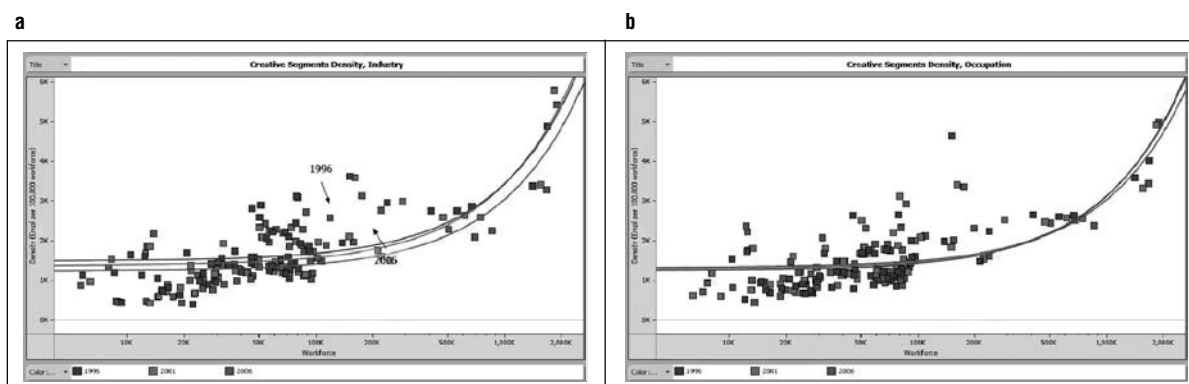 a
b
Title
Creative Segments Density, Industry
6K
5K
4K
3K
2K
1K
0K
Density (Empl per 100,000 workforce)
1996
2006
10K
20K
50K
100K
200K
500K
1,000K
2,000K
Workforce
Color:...
1996
2001
2006
Title
Creative Segments Density, Occupation
6K
5K
4K
3K
2K
1K
0K
Density (Empl per 100,000 workforce)
10K
20K
50K
100K
200K
500K
1,000K
2,000K
Workforce
Color:...
1996
2001
2006